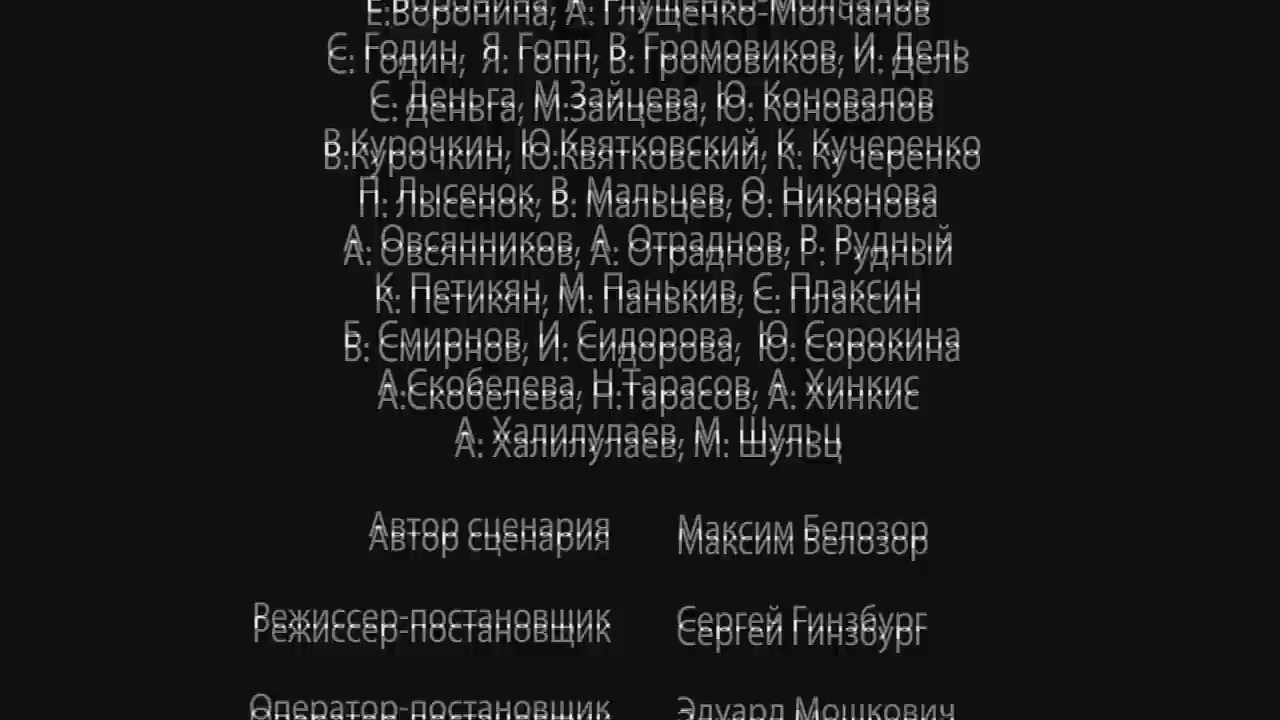 Е.Воронина, А. Глущенко-Молчанов
С. Годин, Я. Гопп, В. Громовиков, И. Дель
С. Деньга, М.Зайцева, Ю. Коновалов
В.Курочкин, Ю.Квятковский, К. Кучеренко
П. Лысенок, В. Мальцев, О. Никонова
А. Овсянников, А. Отраднов, Р. Рудный
К. Петикян, М. Панькив, С. Плаксин
Б. Смирнов, И. Сидорова, Ю. Сорокина
А.Скобелева, Н.Тарасов, А. Хинкис
А. Халилулаев, М. Шульц
Автор сценария Максим Белозор
Режиссер-постановщик Сергей Гинзбург
Оператор-постановщик Эдуард Мошкович